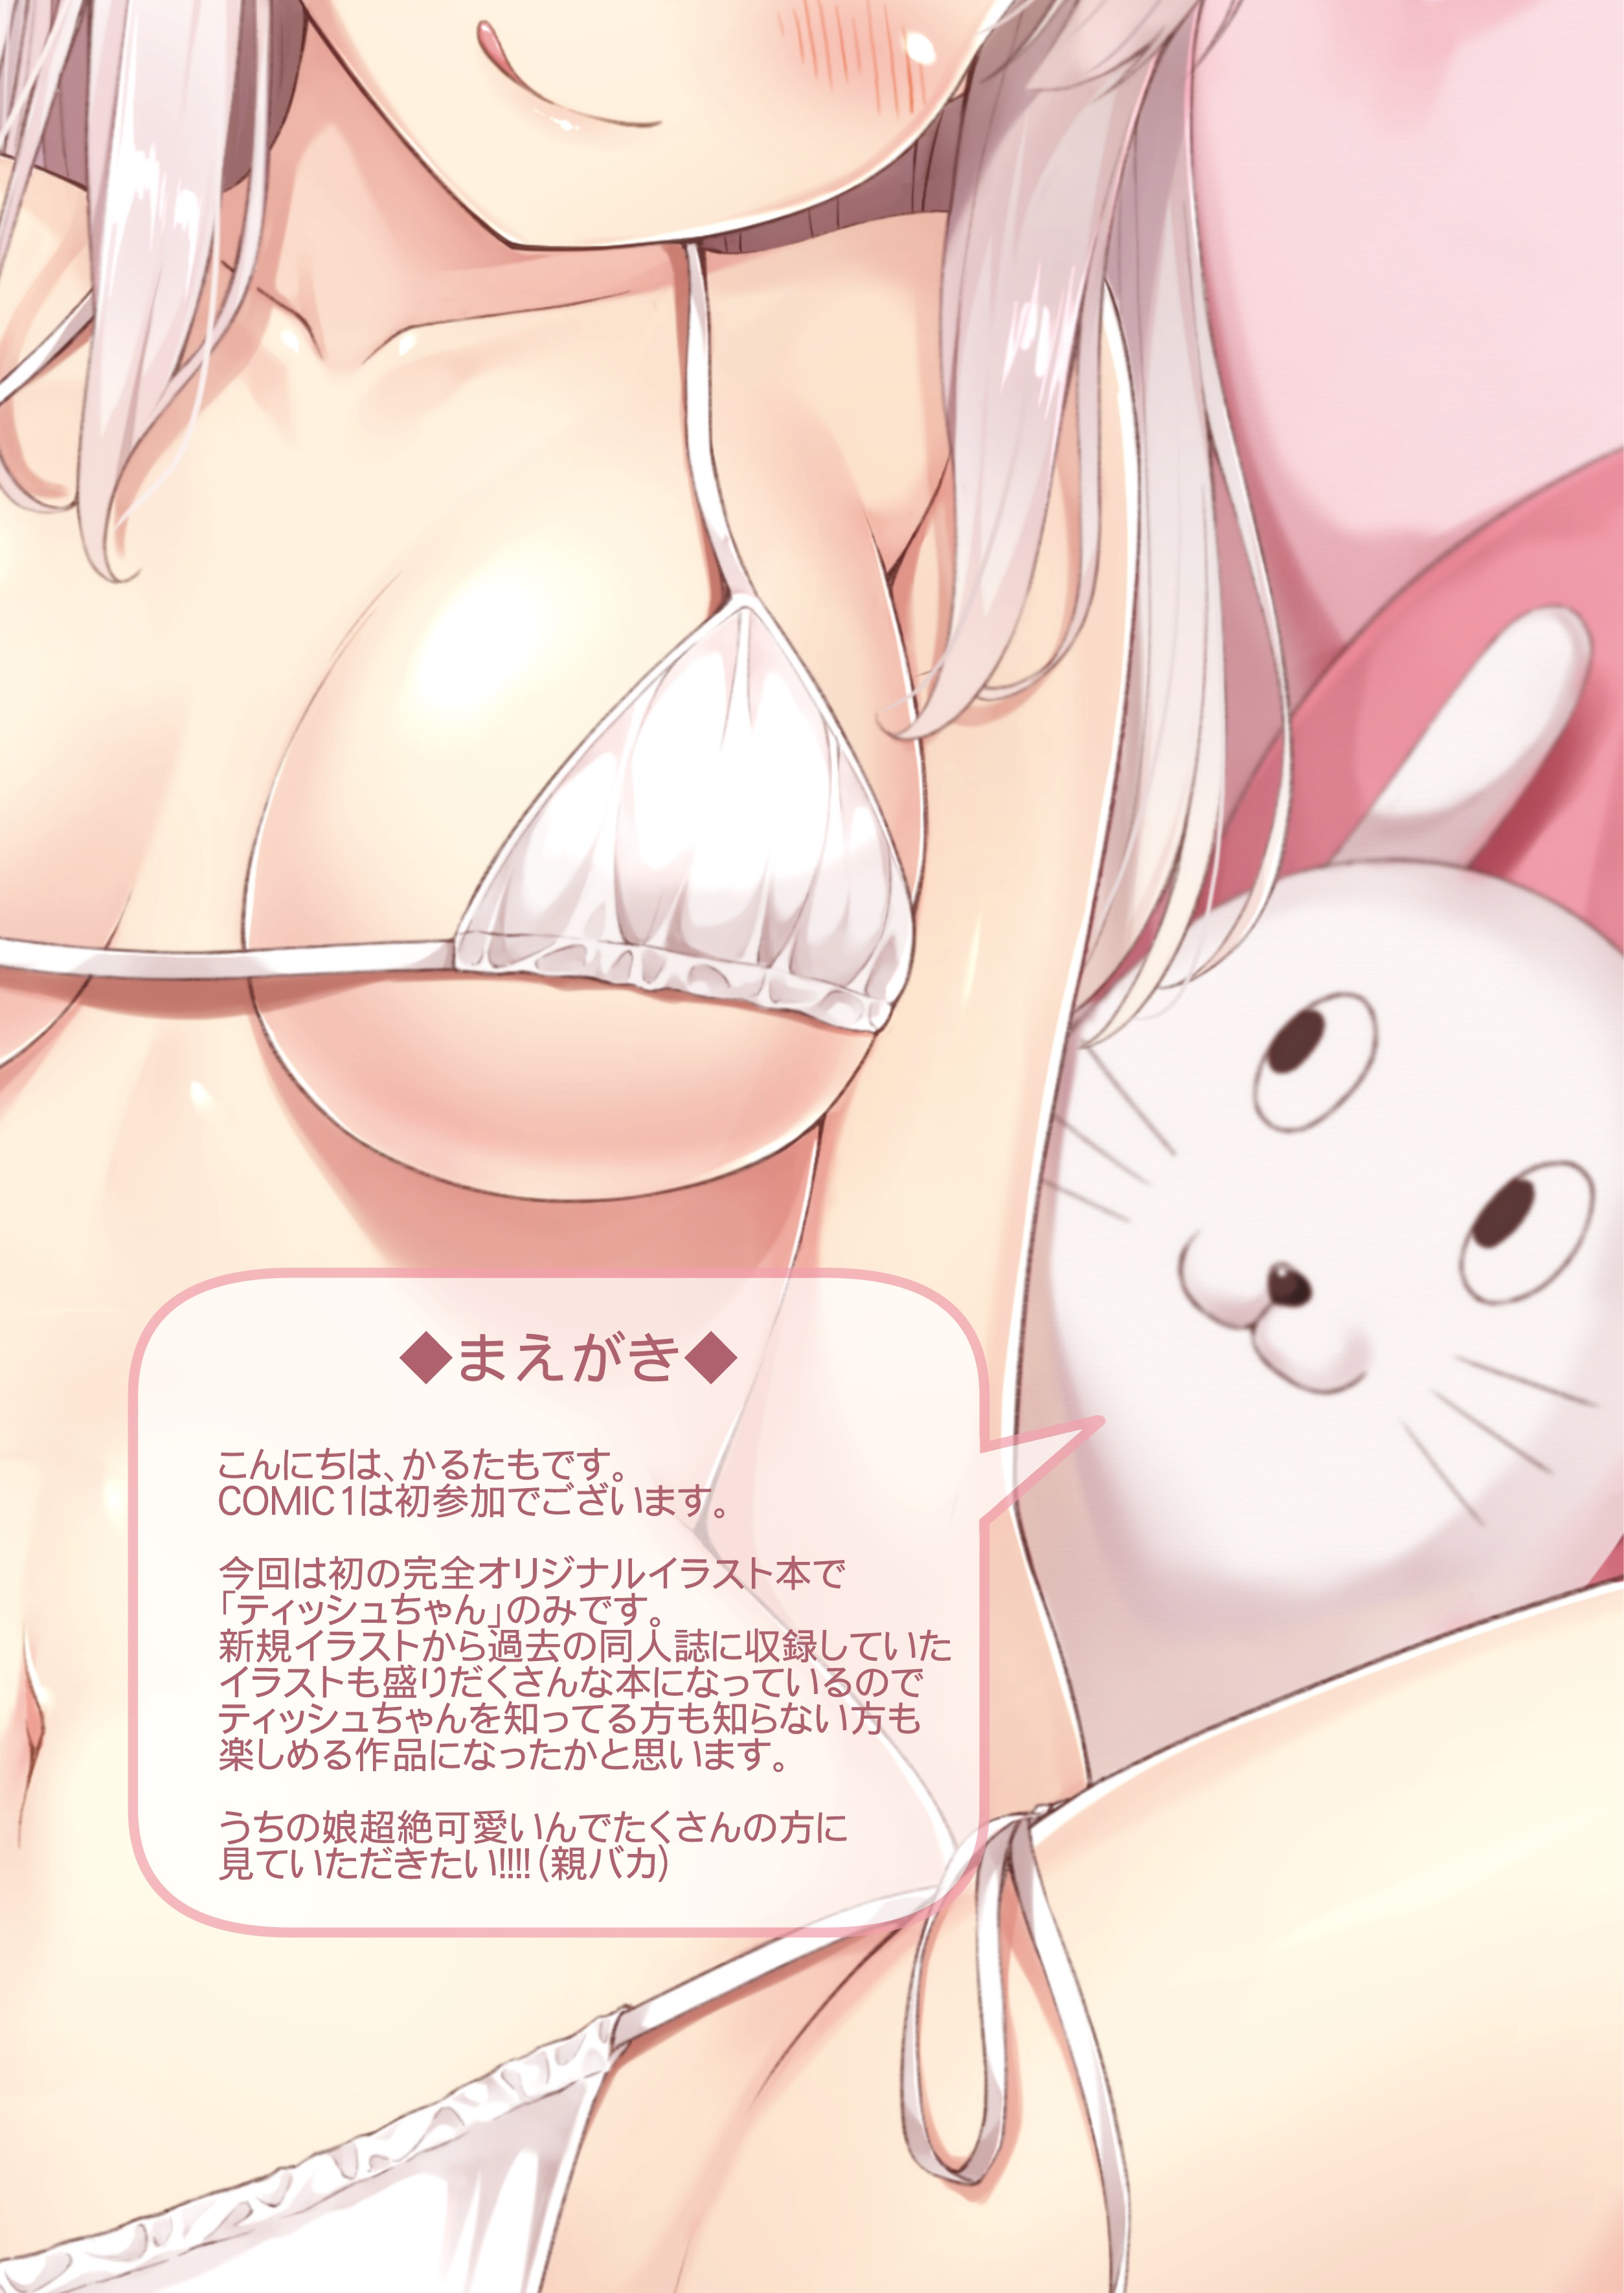 ◆まえがき◆
こんにちは、かるたもです。
COMIC1は初参加でございます。
今回は初の完全オリジナルイラスト本で
「ティッシュちゃん」のみです。
新規イラストから過去の同人誌に収録していた
イラストも盛りだくさんな本になっているので
ティッシュちゃんを知ってる方も知らない方も
楽しめる作品になったかと思います。
うちの娘超絶可愛いんでたくさんの方に
見ていただきたい!!!!(親バカ)